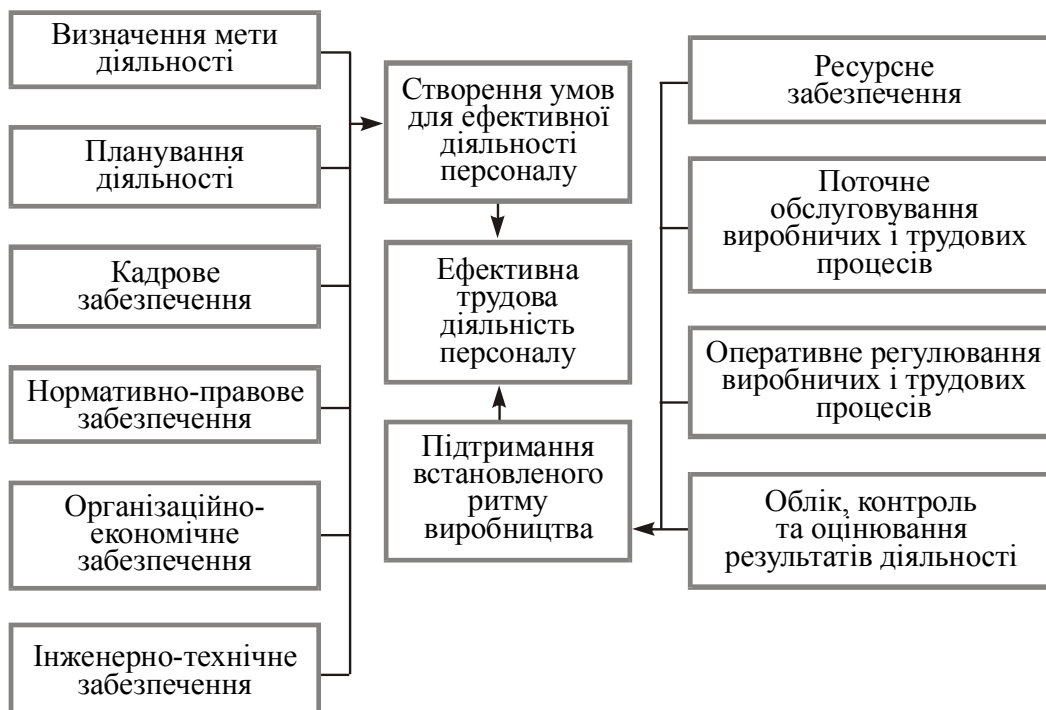 Визначення мети
діяльності
Планування
діяльності
Кадрове
забезпечення
Нормативно-правове
забезпечення
Організаційно-
економічне
забезпечення
Інженерно-технічне
забезпечення
Створення умов
для ефективної
діяльності
персоналу
Ефективна
трудова
діяльність
персоналу
Підтримання
встановленого
ритму
виробництва
Ресурсне
забезпечення
Поточне
обслуговування
виробничих і трудових
процесів
Оперативне регулювання
виробничих і трудових
процесів
Облік, контроль
та оцінювання
результатів діяльності